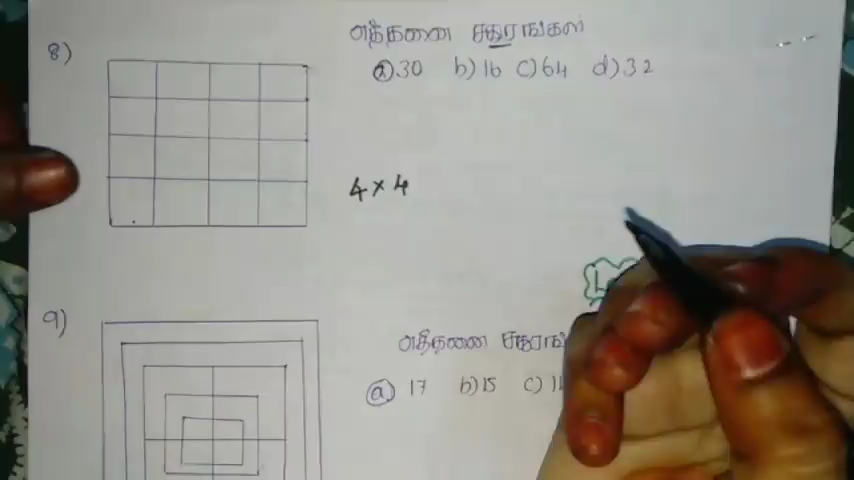 8)
எத்தனை சதுரங்கள்
a) 30 b) 16 c) 64 d) 32
4 × 4
9)
எத்தனை
a) 17 b) 15 c)